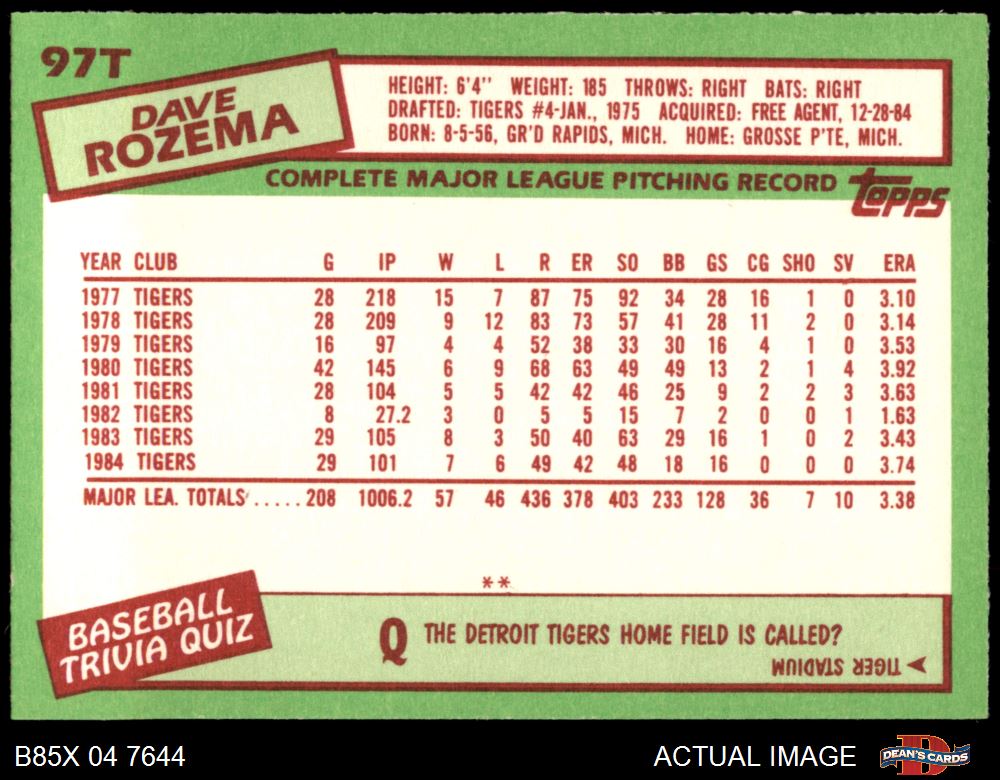 97T
DAVE
ROZEMA
HEIGHT: 6'4" WEIGHT: 185 THROWS: RIGHT BATS: RIGHT
DRAFTED: TIGERS #4-JAN., 1975 ACQUIRED: FREE AGENT, 12-28-84
BORN: 8-5-56, GR'D RAPIDS, MICH. HOME: GROSSE P'TE, MICH.
COMPLETE MAJOR LEAGUE PITCHING RECORD
topps
YEAR CLUB G IP W L R ER SO BB GS CG SHO SV ERA
1977 TIGERS 28 218 15 7 87 75 92 34 28 16 1 0 3.10
1978 TIGERS 28 209 9 12 83 73 57 41 28 11 2 0 3.14
1979 TIGERS 16 97 4 4 52 38 33 30 16 4 1 0 3.53
1980 TIGERS 42 145 6 9 68 63 49 49 13 2 1 4 3.92
1981 TIGERS 28 104 5 5 42 42 46 25 9 2 2 3 3.63
1982 TIGERS 8 27.2 3 0 5 5 15 7 2 0 0 1 1.63
1983 TIGERS 29 105 8 3 50 40 63 29 16 1 0 2 3.43
1984 TIGERS 29 101 7 6 49 42 48 18 16 0 0 0 3.74
MAJOR LEA. TOTALS ..... 208 1006.2 57 46 436 378 403 233 128 36 7 10 3.38
**
BASEBALL
TRIVIA QUIZ
Q THE DETROIT TIGERS HOME FIELD IS CALLED?
TIGER STADIUM
B85X 04 7644
ACTUAL IMAGE
DEAN'S CARDS